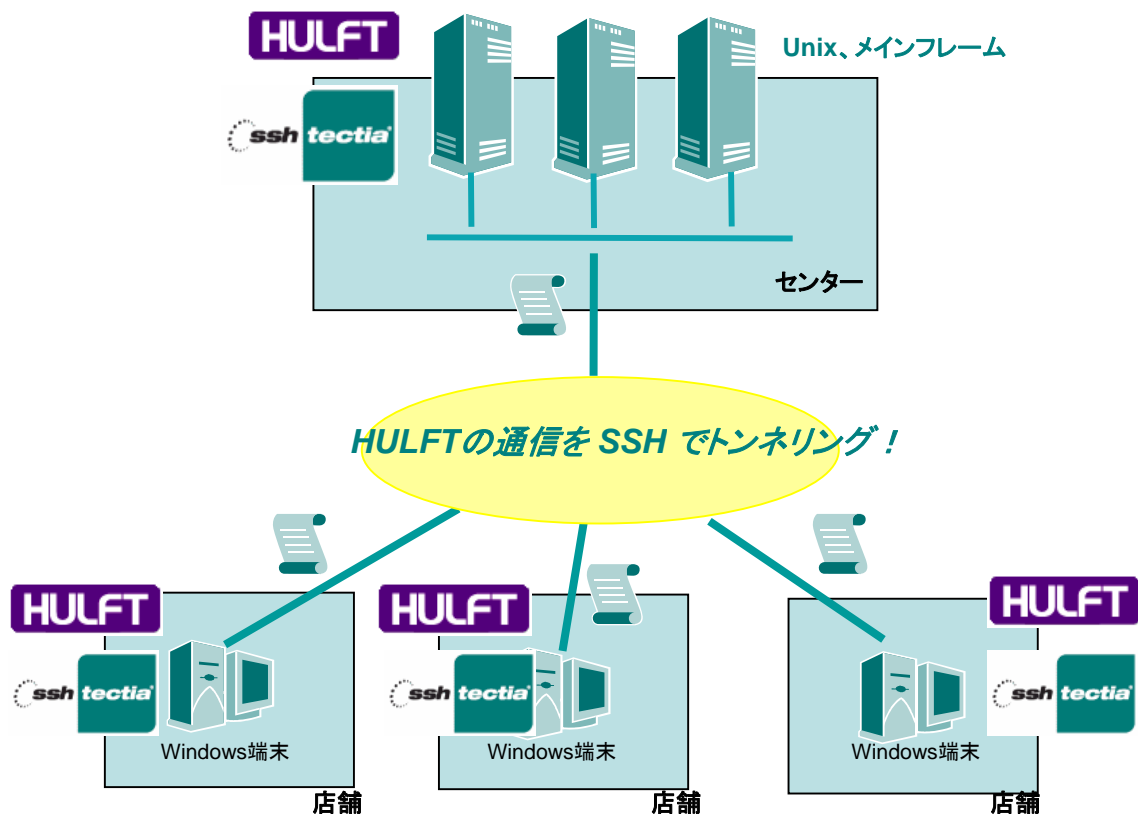 HULFT
Unix、メインフレーム
ssh tectia
センター
HULFTの通信を SSH でトンネリング！
HULFT
HULFT
HULFT
ssh tectia
ssh tectia
ssh tectia
Windows端末
Windows端末
Windows端末
店舗
店舗
店舗